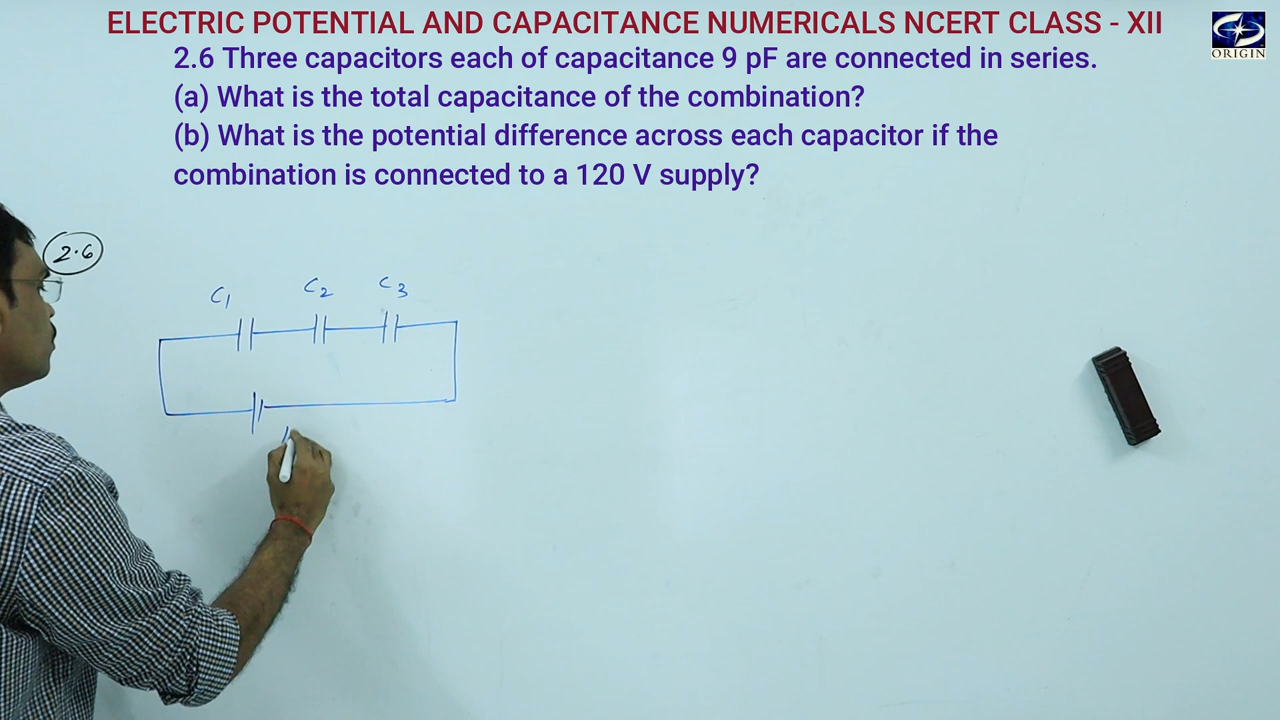 ELECTRIC POTENTIAL AND CAPACITANCE NUMERICALS NCERT CLASS - XII
ORIGIN
2.6 Three capacitors each of capacitance 9 pF are connected in series.
(a) What is the total capacitance of the combination?
(b) What is the potential difference across each capacitor if the
combination is connected to a 120 V supply?
2.6
C1 C2 C3